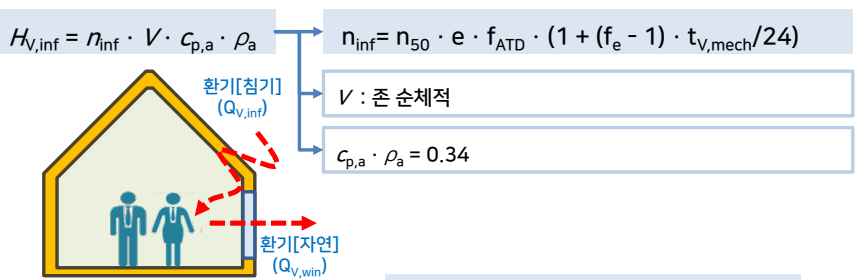 H_V,inf = n_inf · V · c_p,a · ρ_a
n_inf= n_50 · e · f_ATD · (1 + (f_e - 1) · t_V,mech/24)
V :존 순체적
c_p,a · ρ_a = 0.34
환기[침기]
(Q_V,inf)
환기[자연]
(Q_V,win)